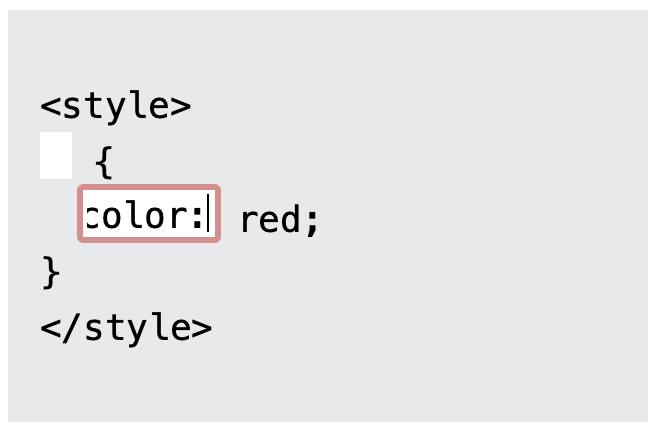 <style>
{
color: red;
}
</style>